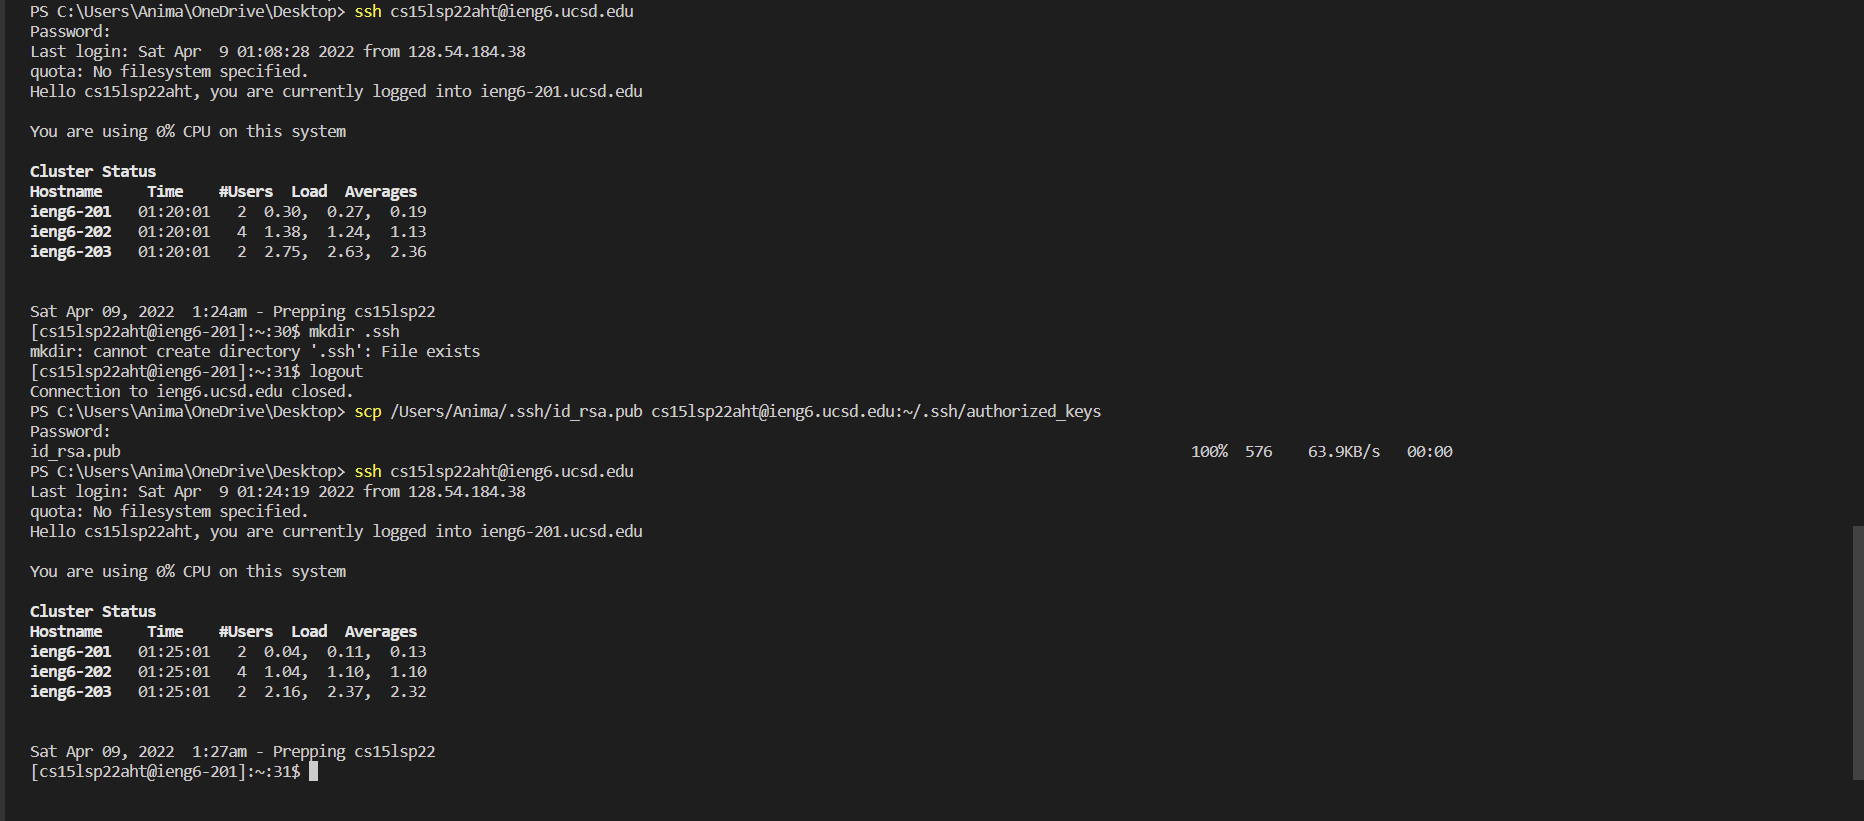 PS C:\Users\Anima\OneDrive\Desktop> ssh cs15lsp22aht@ieng6.ucsd.edu
Password:
Last login: Sat Apr  9 01:08:28 2022 from 128.54.184.38
quota: No filesystem specified.
Hello cs15lsp22aht, you are currently logged into ieng6-201.ucsd.edu
You are using 0% CPU on this system
Cluster Status
Hostname     Time    #Users  Load  Averages
ieng6-201   01:20:01   2  0.30,  0.27,  0.19
ieng6-202   01:20:01   4  1.38,  1.24,  1.13
ieng6-203   01:20:01   2  2.75,  2.63,  2.36
Sat Apr 09, 2022  1:24am - Prepping cs15lsp22
[cs15lsp22aht@ieng6-201]:~:30$ mkdir .ssh
mkdir: cannot create directory '.ssh': File exists
[cs15lsp22aht@ieng6-201]:~:31$ logout
Connection to ieng6.ucsd.edu closed.
PS C:\Users\Anima\OneDrive\Desktop> scp /Users/Anima/.ssh/id_rsa.pub cs15lsp22aht@ieng6.ucsd.edu:~/.ssh/authorized_keys
Password:
id_rsa.pub    100%  576    63.9KB/s   00:00
PS C:\Users\Anima\OneDrive\Desktop> ssh cs15lsp22aht@ieng6.ucsd.edu
Last login: Sat Apr  9 01:24:19 2022 from 128.54.184.38
quota: No filesystem specified.
Hello cs15lsp22aht, you are currently logged into ieng6-201.ucsd.edu
You are using 0% CPU on this system
Cluster Status
Hostname     Time    #Users  Load  Averages
ieng6-201   01:25:01   2  0.04,  0.11,  0.13
ieng6-202   01:25:01   4  1.04,  1.10,  1.10
ieng6-203   01:25:01   2  2.16,  2.37,  2.32
Sat Apr 09, 2022  1:27am - Prepping cs15lsp22
[cs15lsp22aht@ieng6-201]:~:31$